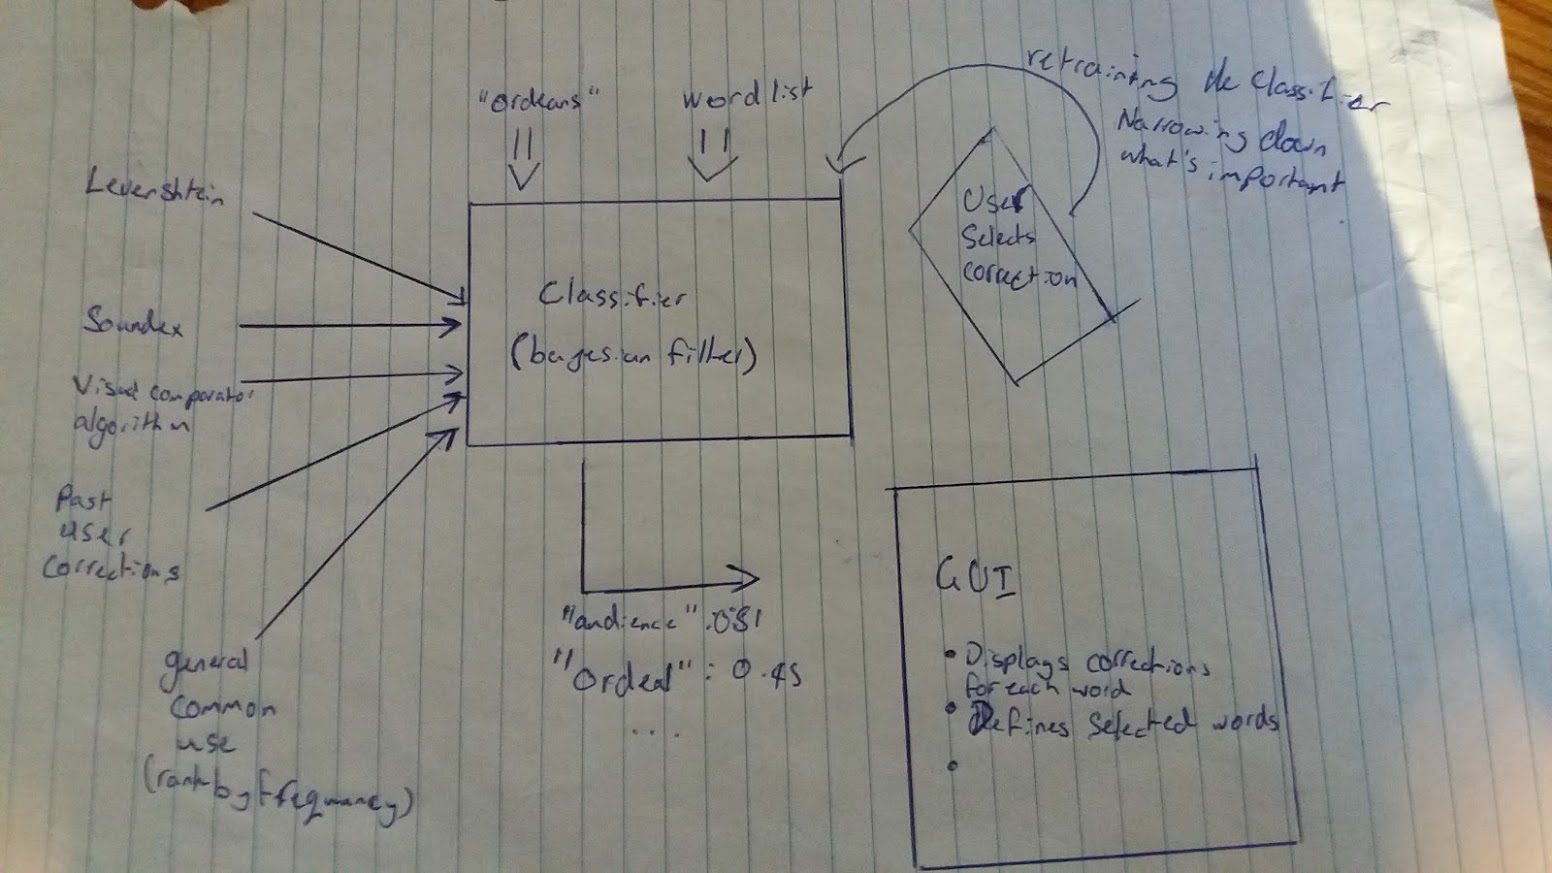 "ordeans"
word list
retraining the Classifier
Narrowing down
what's important
Levenshtein
User
Selects
correction
Classifier
(bayesian filter)
Soundex
Visual comparator
algorithm
Past
user
corrections
general
common
use
(rank by frequency)
"audience" :
"Ordeal" : 0.45
....
GUI
• Displays corrections
for each word
• Defines Selected words
•